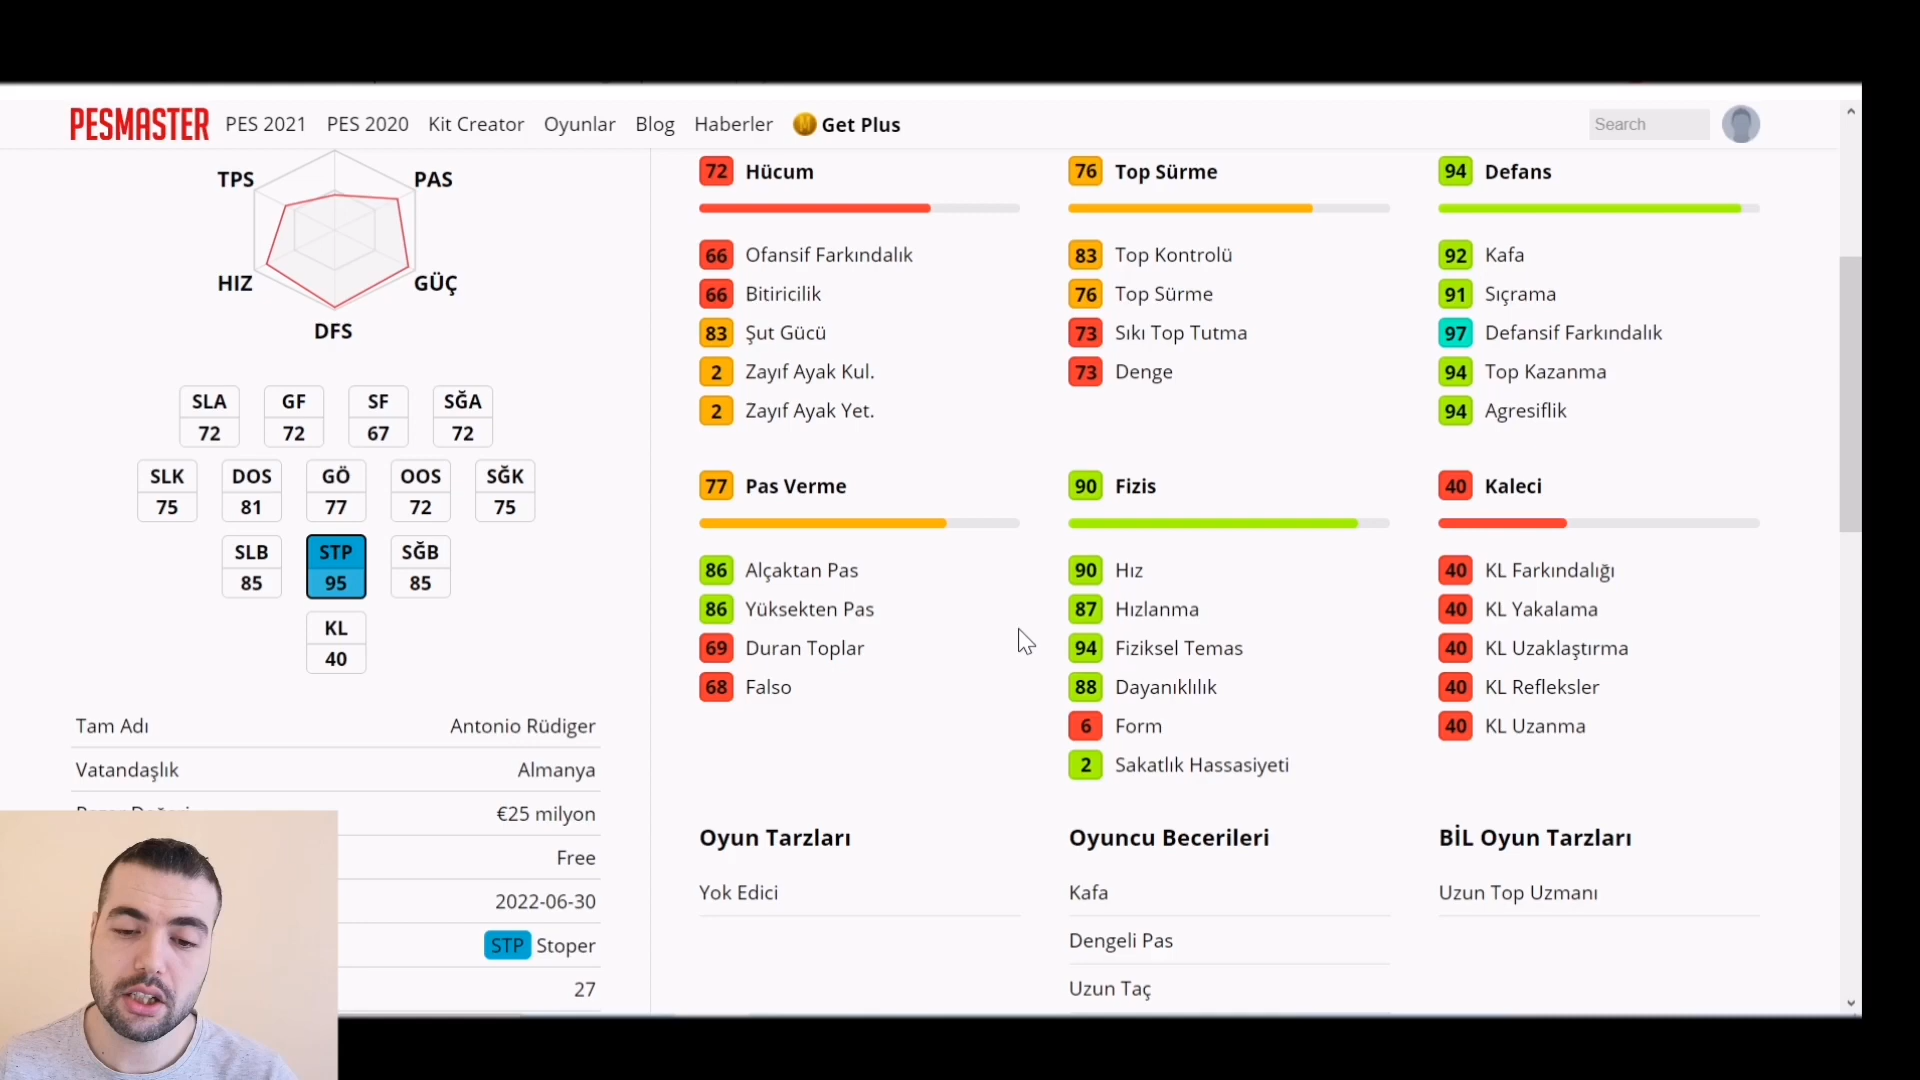 PESMASTER PES 2021 PES 2020 Kit Creator Oyunlar Blog Haberler Get Plus Search
TPS PAS
HIZ GÜÇ
DFS
SLA GF SF SĞA
72 72 67 72
SLK DOS GÖ OOS SĞK
75 81 77 72 75
SLB STP SĞB
85 95 85
KL
40
Tam Adı Antonio Rüdiger
Vatandaşlık Almanya
€25 milyon
Free
2022-06-30
STP Stoper
27
72 Hücum
66 Ofansif Farkındalık
66 Bitiricilik
83 Şut Gücü
2 Zayıf Ayak Kul.
2 Zayıf Ayak Yet.
76 Top Sürme
83 Top Kontrolü
76 Top Sürme
73 Sıkı Top Tutma
73 Denge
94 Defans
92 Kafa
91 Sıçrama
97 Defansif Farkındalık
94 Top Kazanma
94 Agresiflik
77 Pas Verme
86 Alçaktan Pas
86 Yüksekten Pas
69 Duran Toplar
68 Falso
90 Fizis
90 Hız
87 Hızlanma
94 Fiziksel Temas
88 Dayanıklılık
6 Form
2 Sakatlık Hassasiyeti
40 Kaleci
40 KL Farkındalığı
40 KL Yakalama
40 KL Uzaklaştırma
40 KL Refleksler
40 KL Uzanma
Oyun Tarzları
Yok Edici
Oyuncu Becerileri
Kafa
Dengeli Pas
Uzun Taç
BİL Oyun Tarzları
Uzun Top Uzmanı